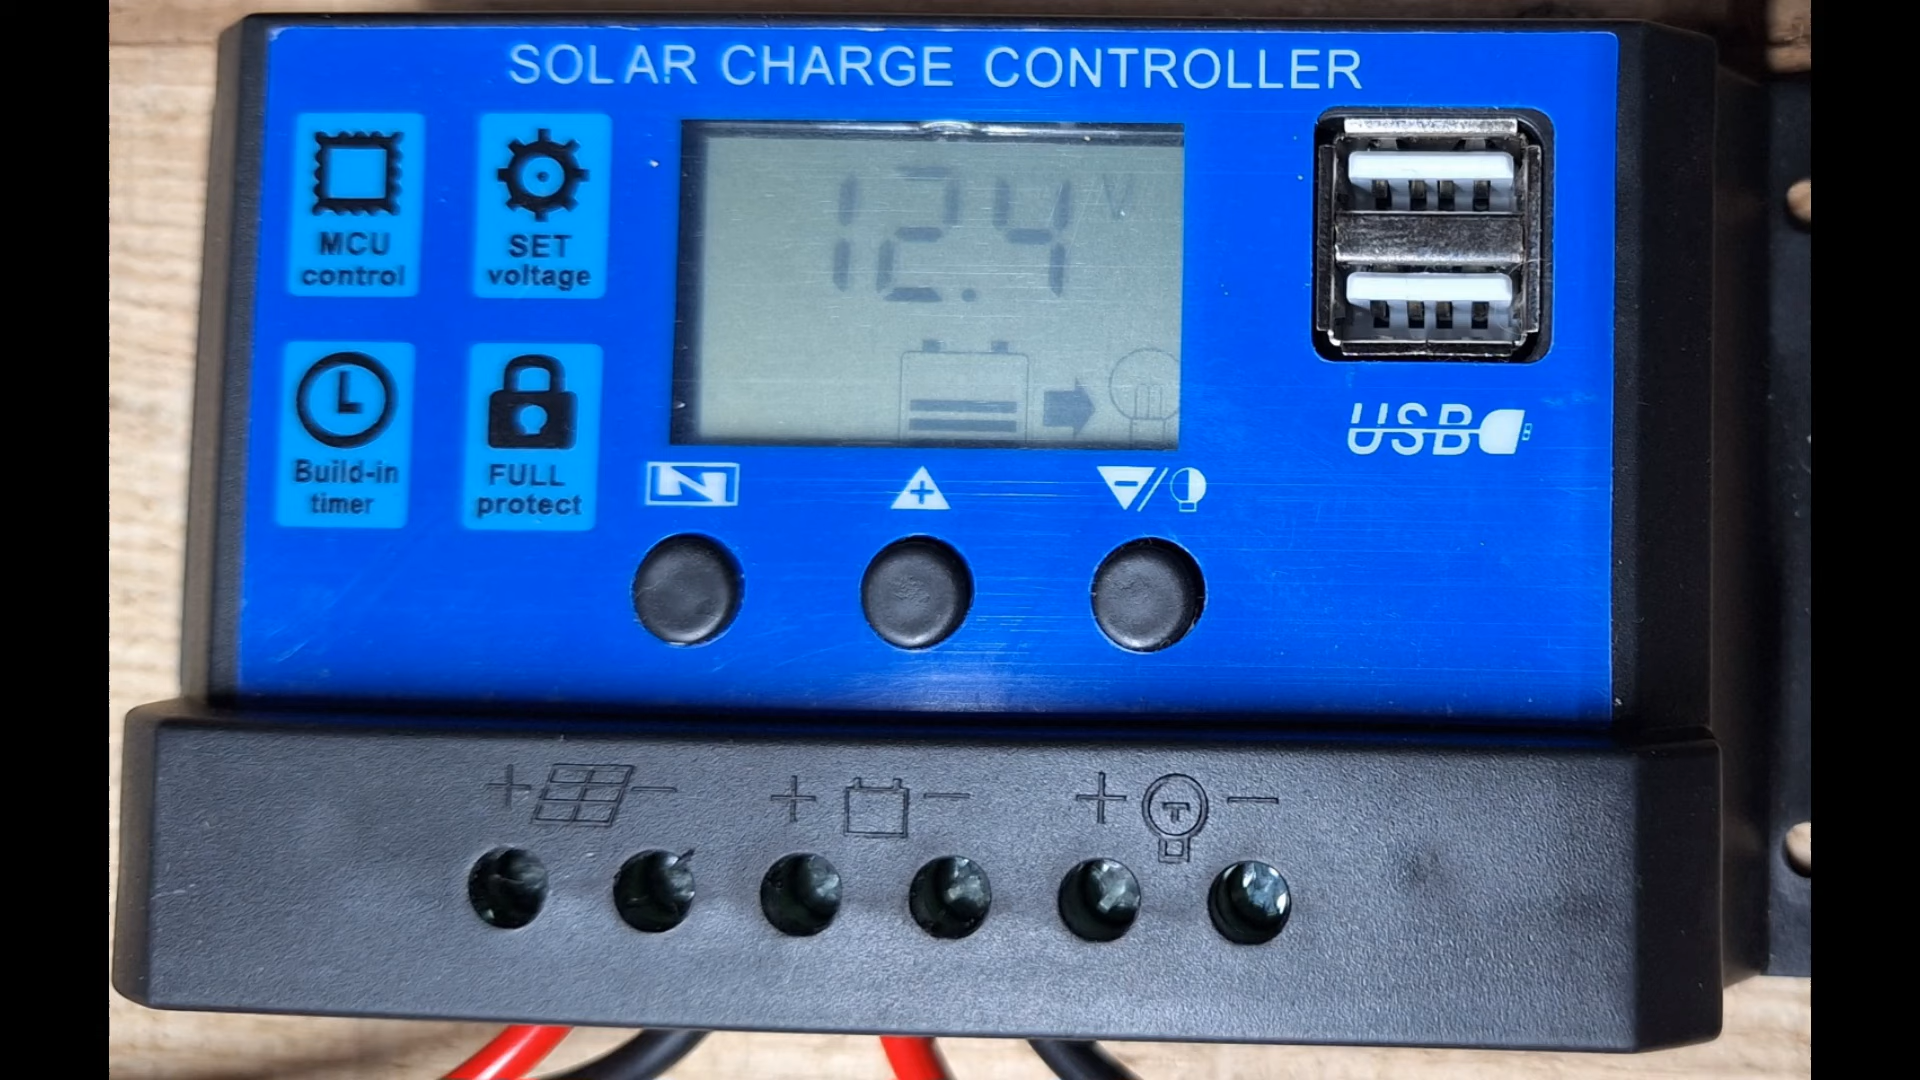 SOLAR CHARGE CONTROLLER
MCU
control
SET
voltage
12.4 V
Build-in
timer
FULL
protect
USB
+
-/
+ -
+ -
+ T -